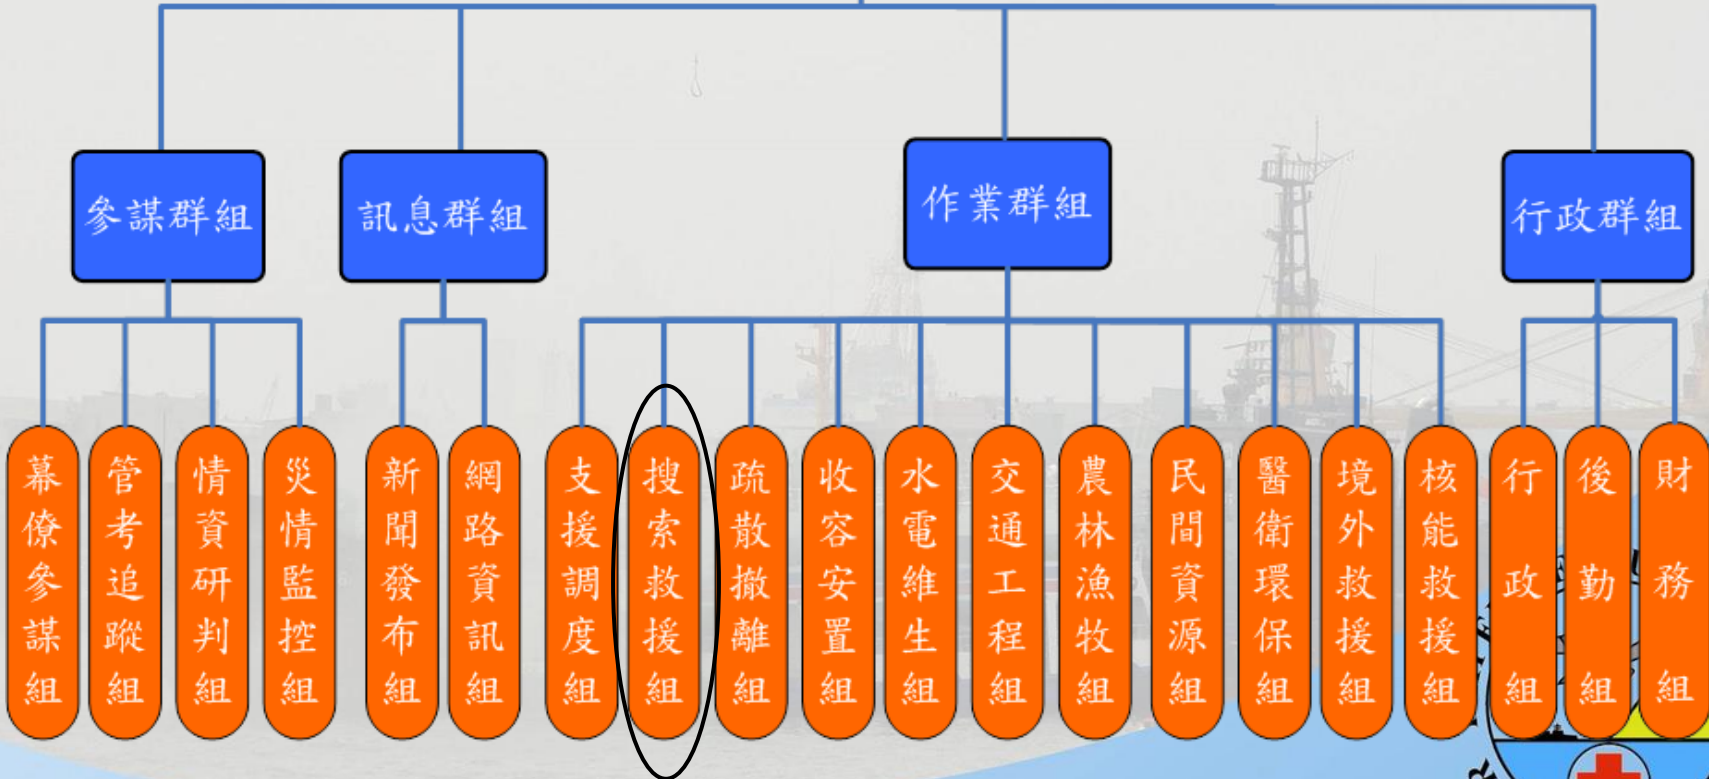 參謀群組
訊息群組
作業群組
行政群組
幕僚參謀組
管考追蹤組
情資研判組
災情監控組
新聞發布組
網路資訊組
支援調度組
搜索救援組
疏散撤離組
收容安置組
水電維生組
交通工程組
農林漁牧組
民間資源組
醫衛環保組
境外救援組
核能救援組
行政組
後勤組
財務組